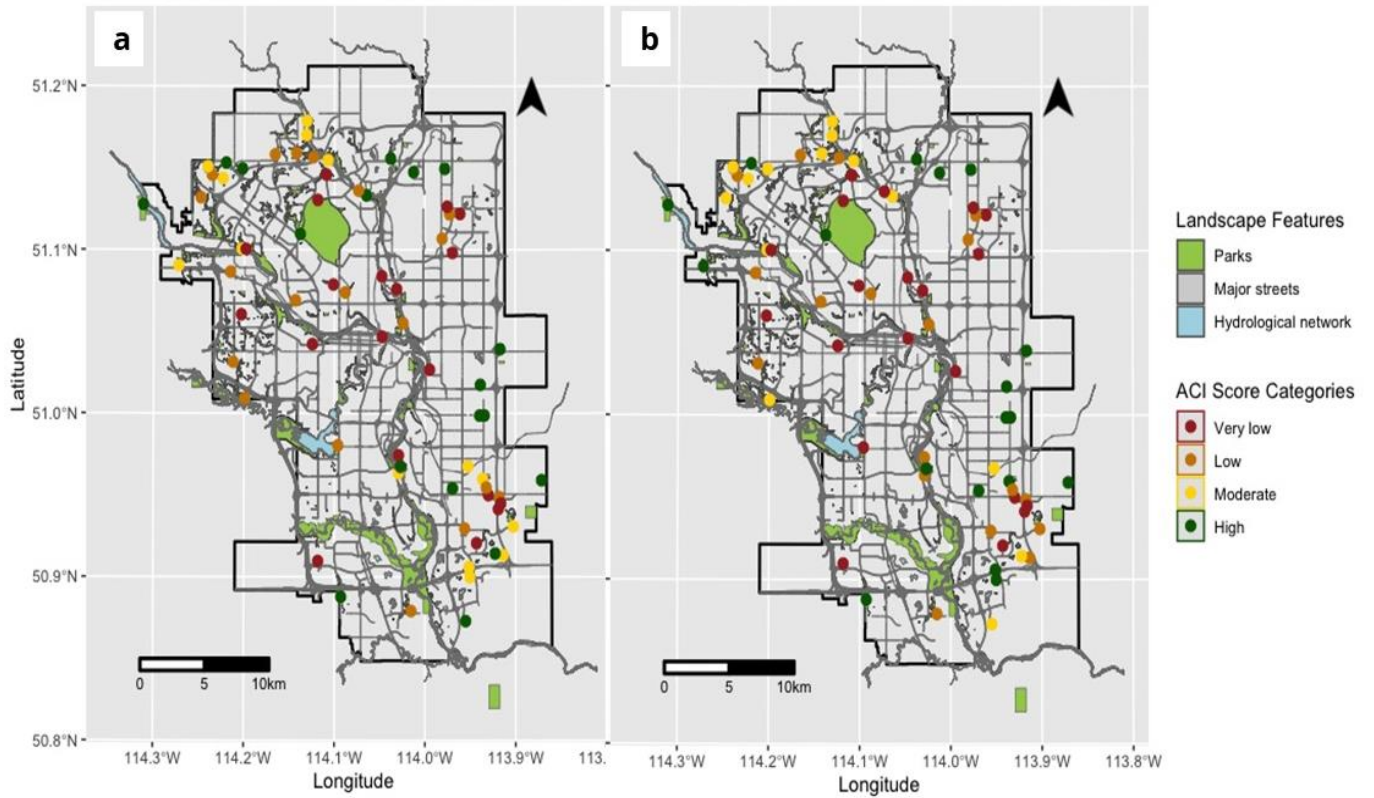 a
b
51.2°N
51.1°N
51.0°N
50.9°N
50.8°N
Latitude
0 5 10km
0 5 10km
114.3°W 114.2°W 114.1°W 114.0°W 113.9°W 113.
114.3°W 114.2°W 114.1°W 114.0°W 113.9°W 113.8°W
Longitude
Longitude
Landscape Features
Parks
Major streets
Hydrological network
ACI Score Categories
Very low
Low
Moderate
High